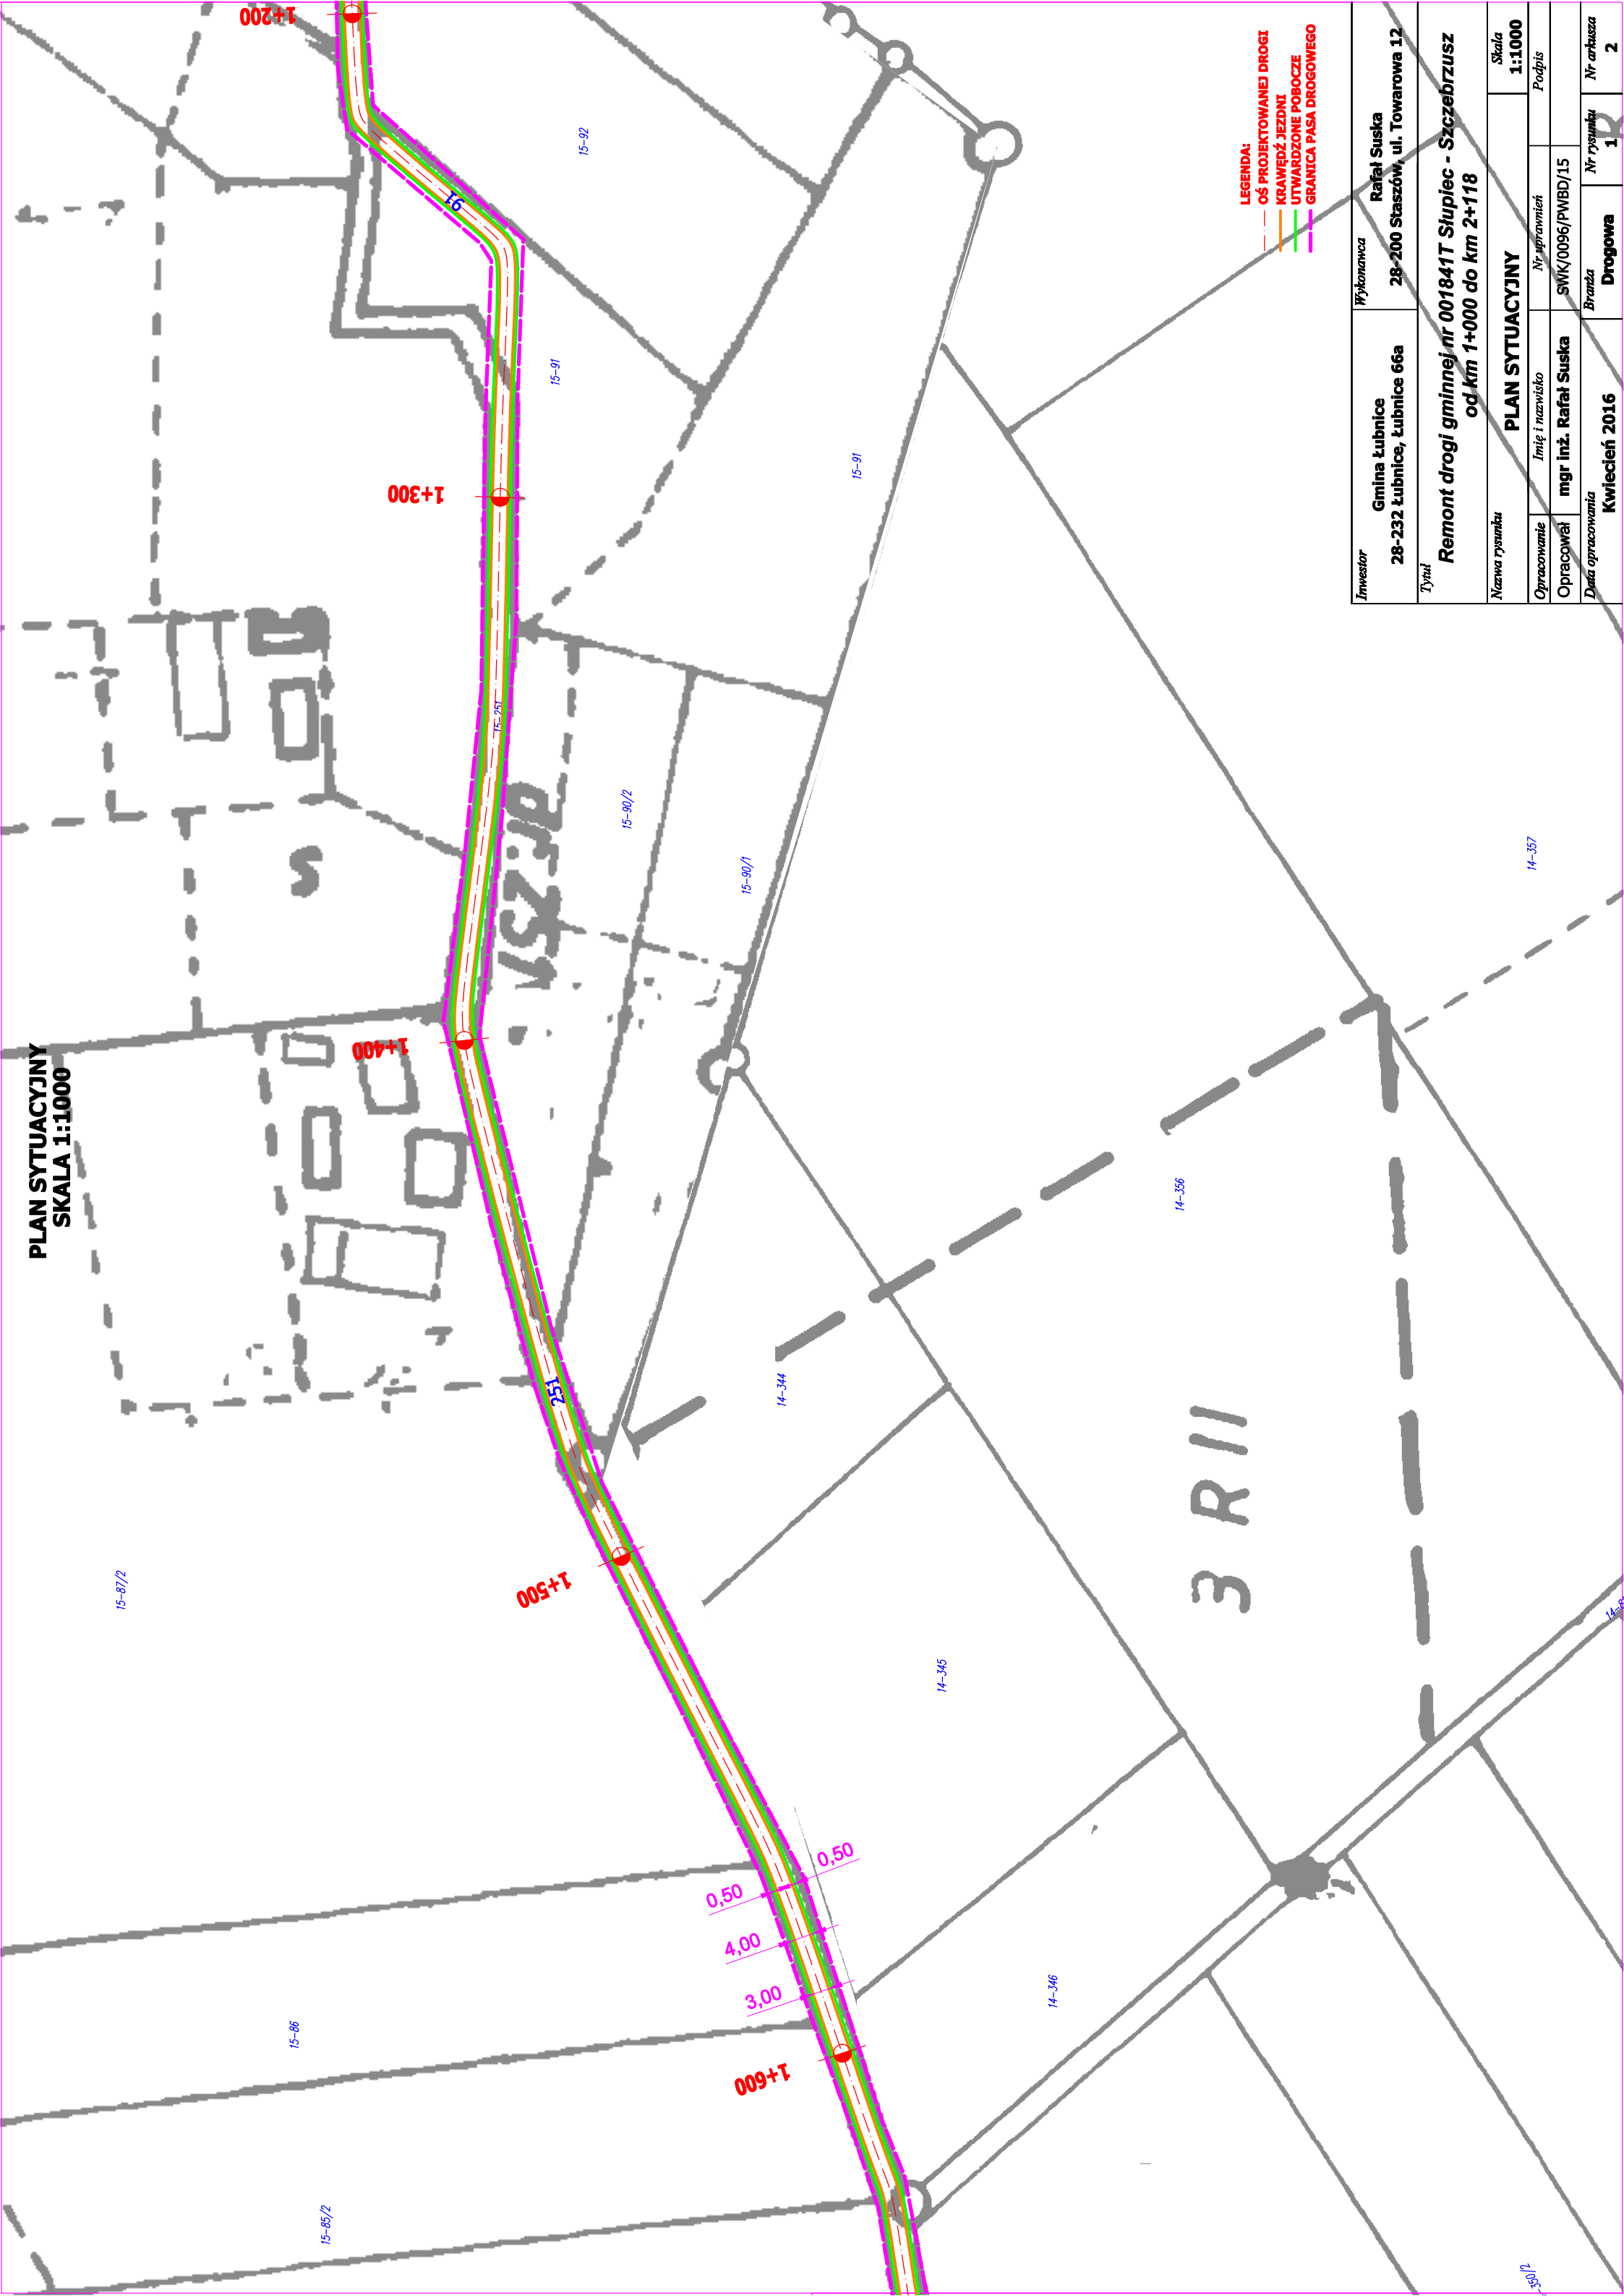 PLAN SYTUACYJNY
SKALA 1:1000
1+200
1+300
1+400
1+500
1+600
91
251
15-251
dr.251
S
15-92
15-91
15-91
15-90/2
15-90/1
15-87/2
15-86
15-85/2
14-344
14-345
14-346
14-356
14-357
3 R III
0,50
0,50
4,00
3,00
LEGENDA:
OŚ PROJEKTOWANEJ DROGI
KRAWĘDŹ JEZDNI
UTWARDZONE POBOCZE
GRANICA PASA DROGOWEGO
Inwestor
Gmina Łubnice
28-232 Łubnice, Łubnice 66a
Wykonawca
Rafał Suska
28-200 Staszów, ul. Towarowa 12
Tytuł
Remont drogi gminnej nr 001841T Słupiec - Szczebrzusz
od km 1+000 do km 2+118
Nazwa rysunku
PLAN SYTUACYJNY
Skala
1:1000
Opracowanie
Imię i nazwisko
Nr uprawnień
Podpis
Opracował
mgr inż. Rafał Suska
SWK/0096/PWBD/15
Data opracowania
Kwiecień 2016
Branża
Drogowa
Nr rysunku
1
Nr arkusza
2